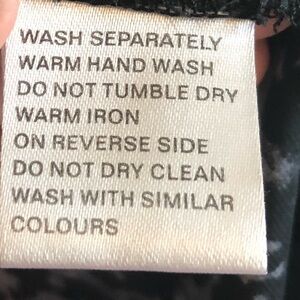 WASH SEPARATELY
WARM HAND WASH
DO NOT TUMBLE DRY
WARM IRON
ON REVERSE SIDE
DO NOT DRY CLEAN
WASH WITH SIMILAR
COLOURS